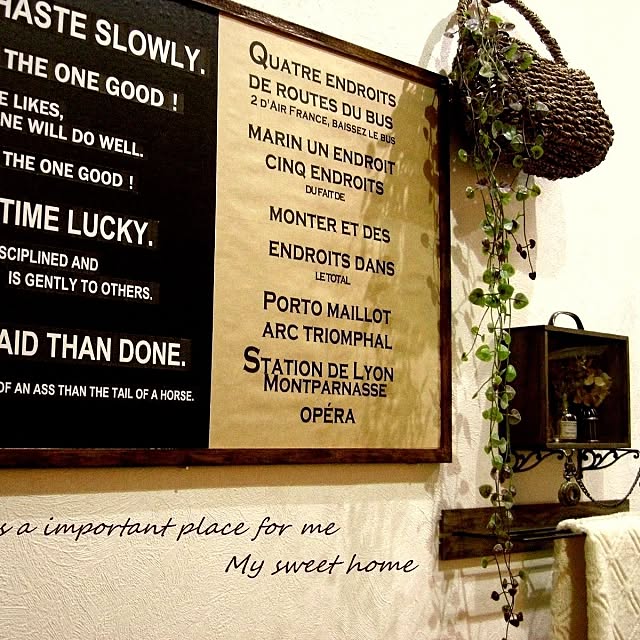 HASTE SLOWLY.
THE ONE GOOD !
E LIKES,
NE WILL DO WELL.
THE ONE GOOD !
TIME LUCKY.
SCIPLINED AND
IS GENTLY TO OTHERS.
AID THAN DONE.
OF AN ASS THAN THE TAIL OF A HORSE.
QUATRE ENDROITS
DE ROUTES DU BUS
2 D'AIR FRANCE, BAISSEZ LE BUS
MARIN UN ENDROIT
CINQ ENDROITS
DU FAIT DE
MONTER ET DES
ENDROITS DANS
LE TOTAL
PORTO MAILLOT
ARC TRIOMPHAL
STATION DE LYON
MONTPARNASSE
OPÉRA
s a important place for me
My sweet home